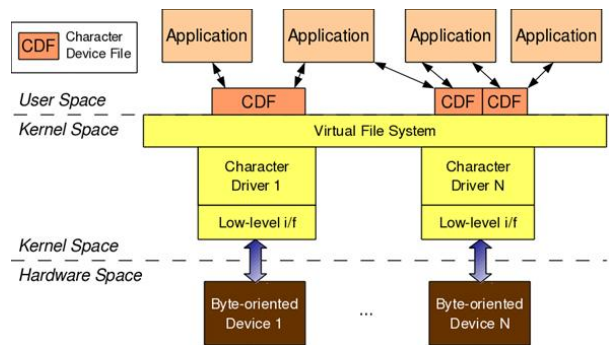 CDF
Character
Device File
Application
Application
Application
Application
User Space
CDF
CDF
CDF
Kernel Space
Virtual File System
Character
Driver 1
Character
Driver N
Low-level i/f
Low-level i/f
Kernel Space
Hardware Space
Byte-oriented
Device 1
...
Byte-oriented
Device N